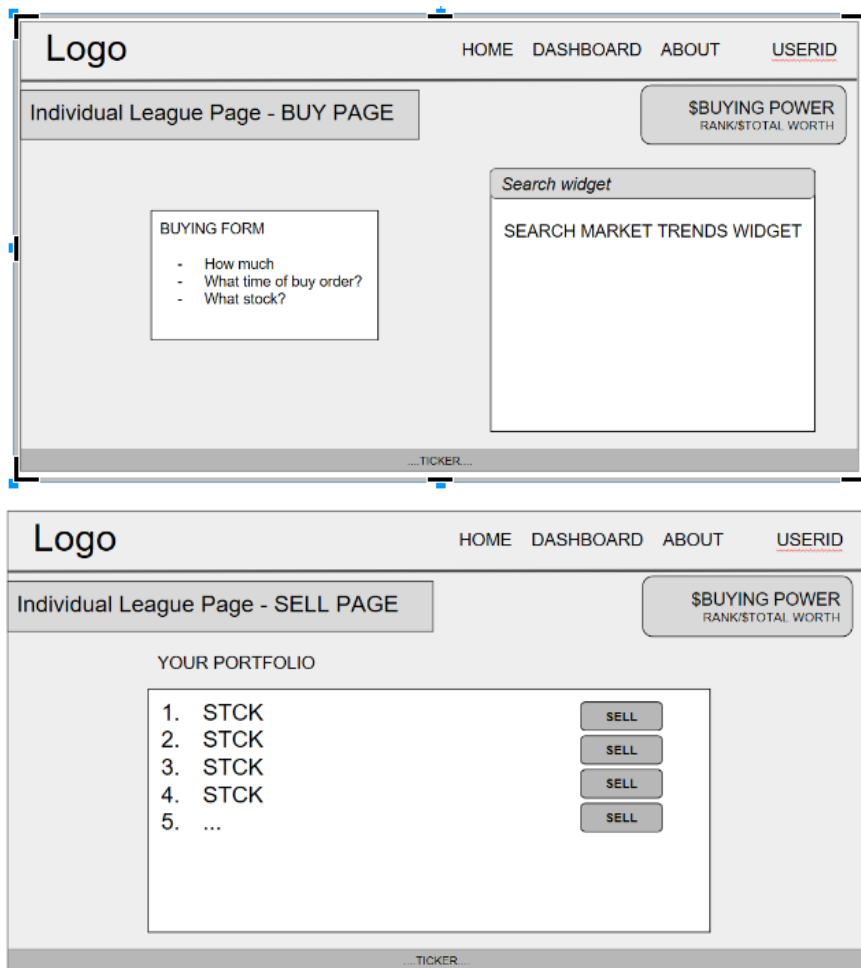 Logo
HOME DASHBOARD ABOUT USERID
Individual League Page - BUY PAGE
$BUYING POWER
RANK/$TOTAL WORTH
BUYING FORM
- How much
- What time of buy order?
- What stock?
Search widget
SEARCH MARKET TRENDS WIDGET
....TICKER....
Logo
HOME DASHBOARD ABOUT USERID
Individual League Page - SELL PAGE
$BUYING POWER
RANK/$TOTAL WORTH
YOUR PORTFOLIO
1. STCK SELL
2. STCK SELL
3. STCK SELL
4. STCK SELL
5. ...
....TICKER....